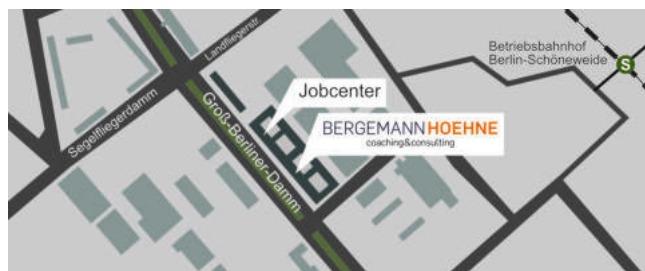 Landfliegerstr.
Betriebsbahnhof
Berlin-Schöneweide
S
Jobcenter
Segelfliegerdamm
Groß-Berliner-Damm
BERGEMANNHOEHNE
coaching&consulting